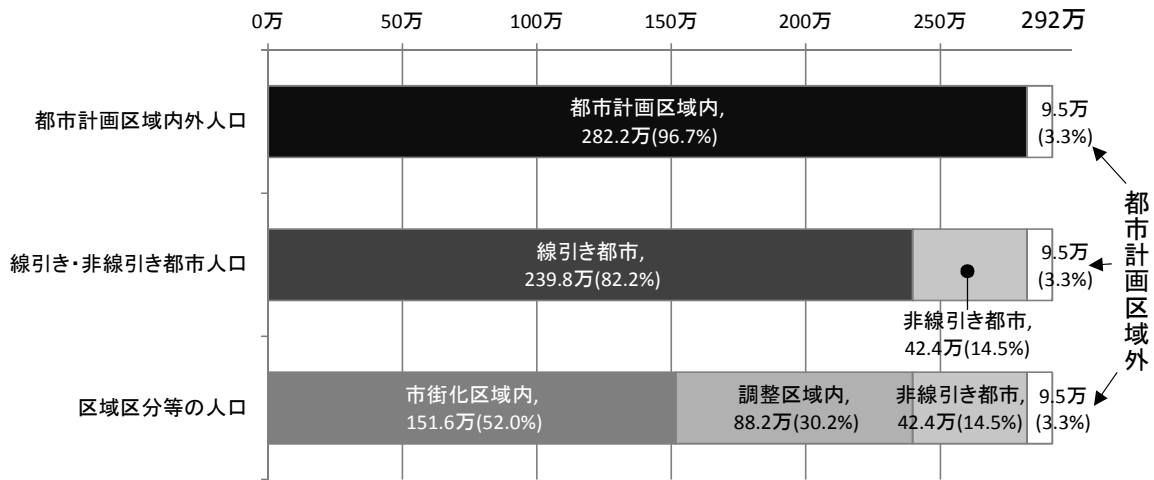 0万 50万 100万 150万 200万 250万 292万
都市計画区域内外人口
都市計画区域内,
282.2万(96.7%)
9.5万
(3.3%)
線引き・非線引き都市人口
線引き都市,
239.8万(82.2%)
9.5万
(3.3%)
非線引き都市,
42.4万(14.5%)
区域区分等の人口
市街化区域内,
151.6万(52.0%)
調整区域内,
88.2万(30.2%)
非線引き都市,
42.4万(14.5%)
9.5万
(3.3%)
都市計画区域外